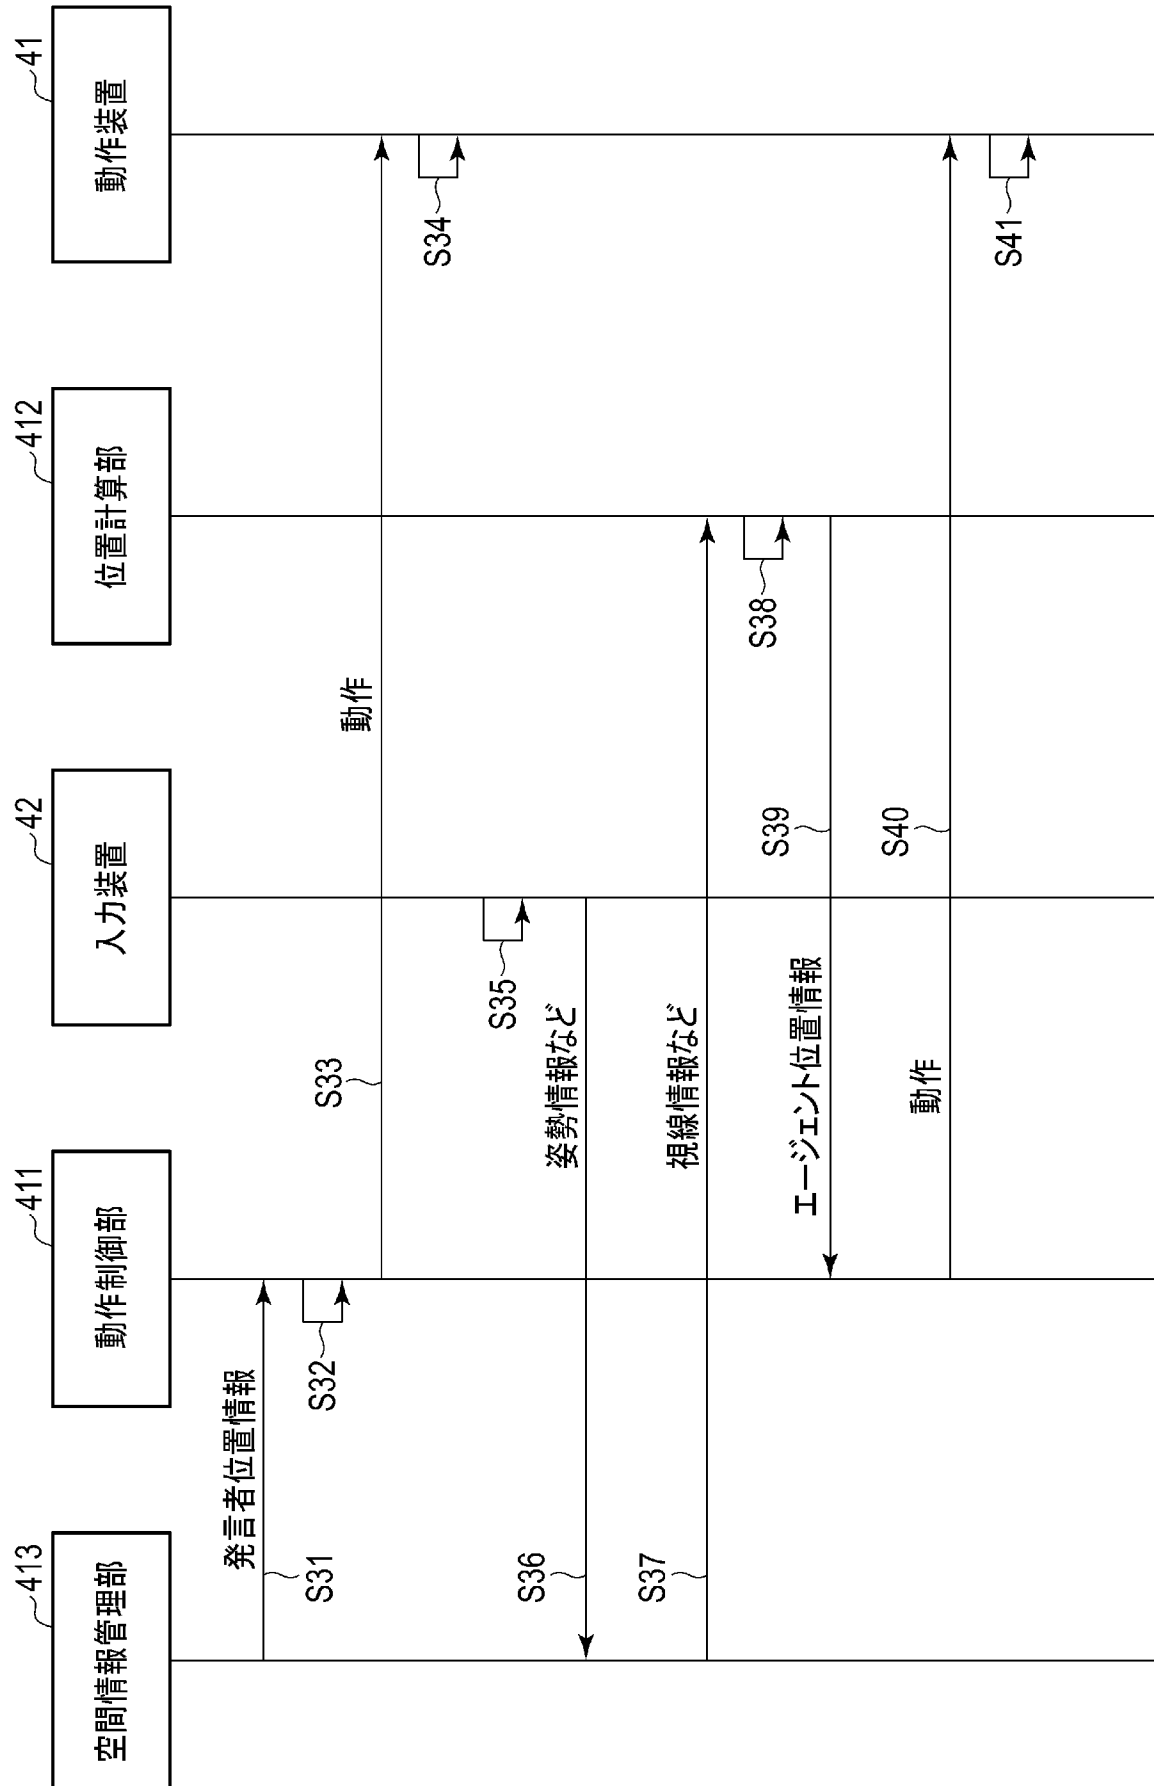 413
空間情報管理部
411
動作制御部
42
入力装置
412
位置計算部
41
動作装置
発言者位置情報
S31
S32
S33
動作
S34
S35
姿勢情報など
S36
視線情報など
S37
S38
S39
エージェント位置情報
S40
動作
S41